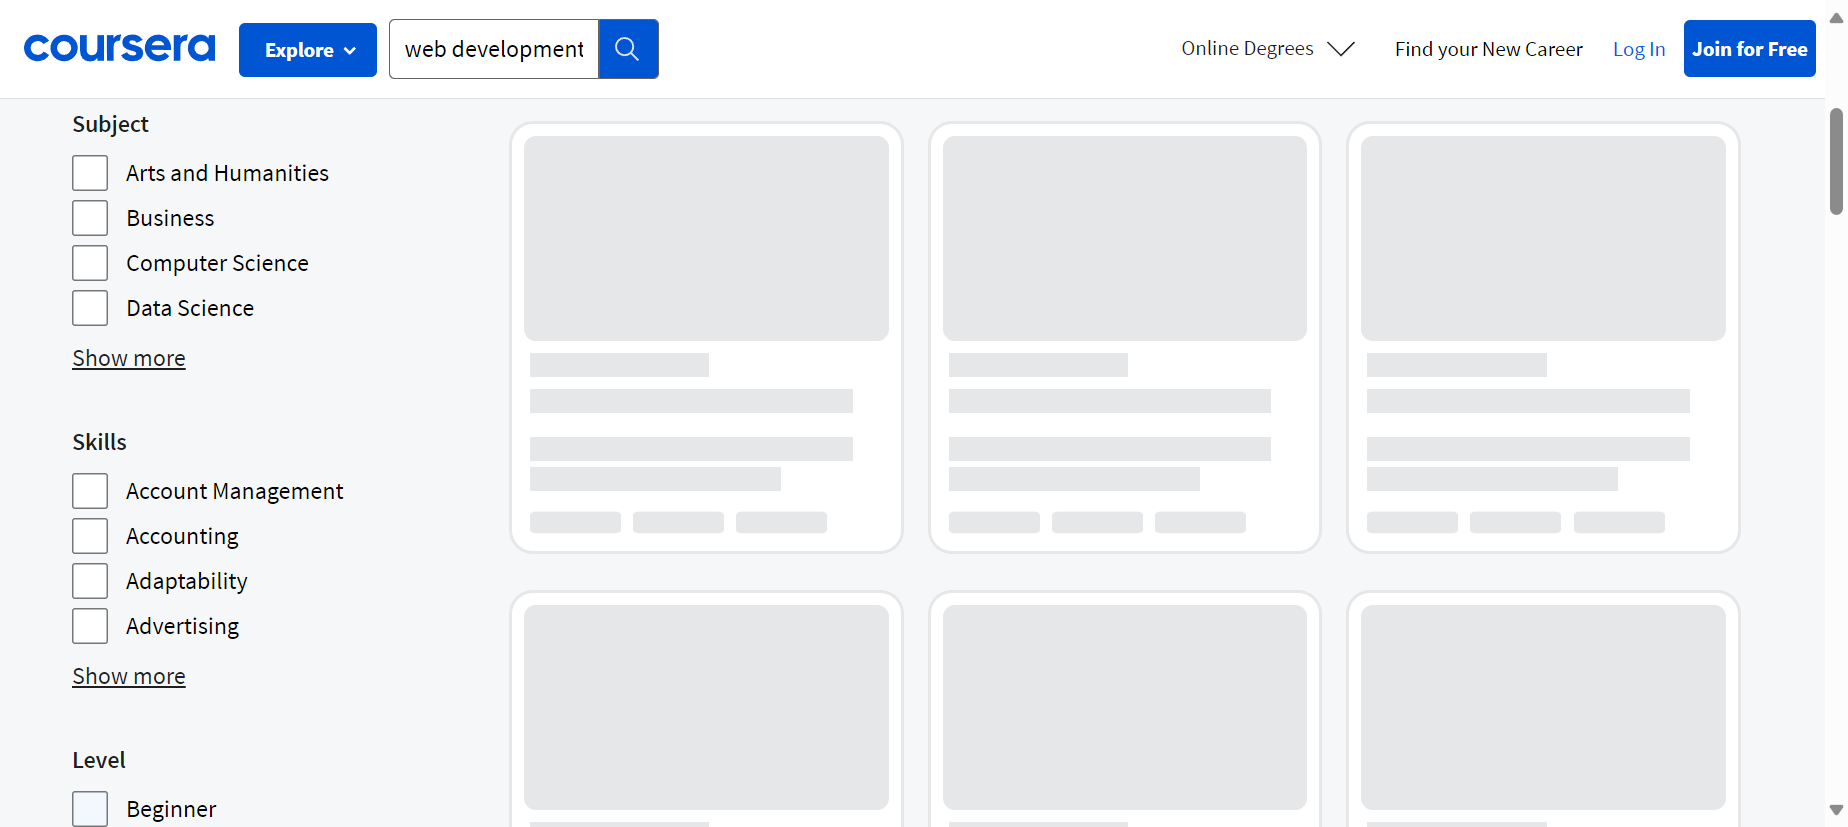 coursera
Explore
web development
Online Degrees
Find your New Career
Log In
Join for Free
Subject
Arts and Humanities
Business
Computer Science
Data Science
Show more
Skills
Account Management
Accounting
Adaptability
Advertising
Show more
Level
Beginner